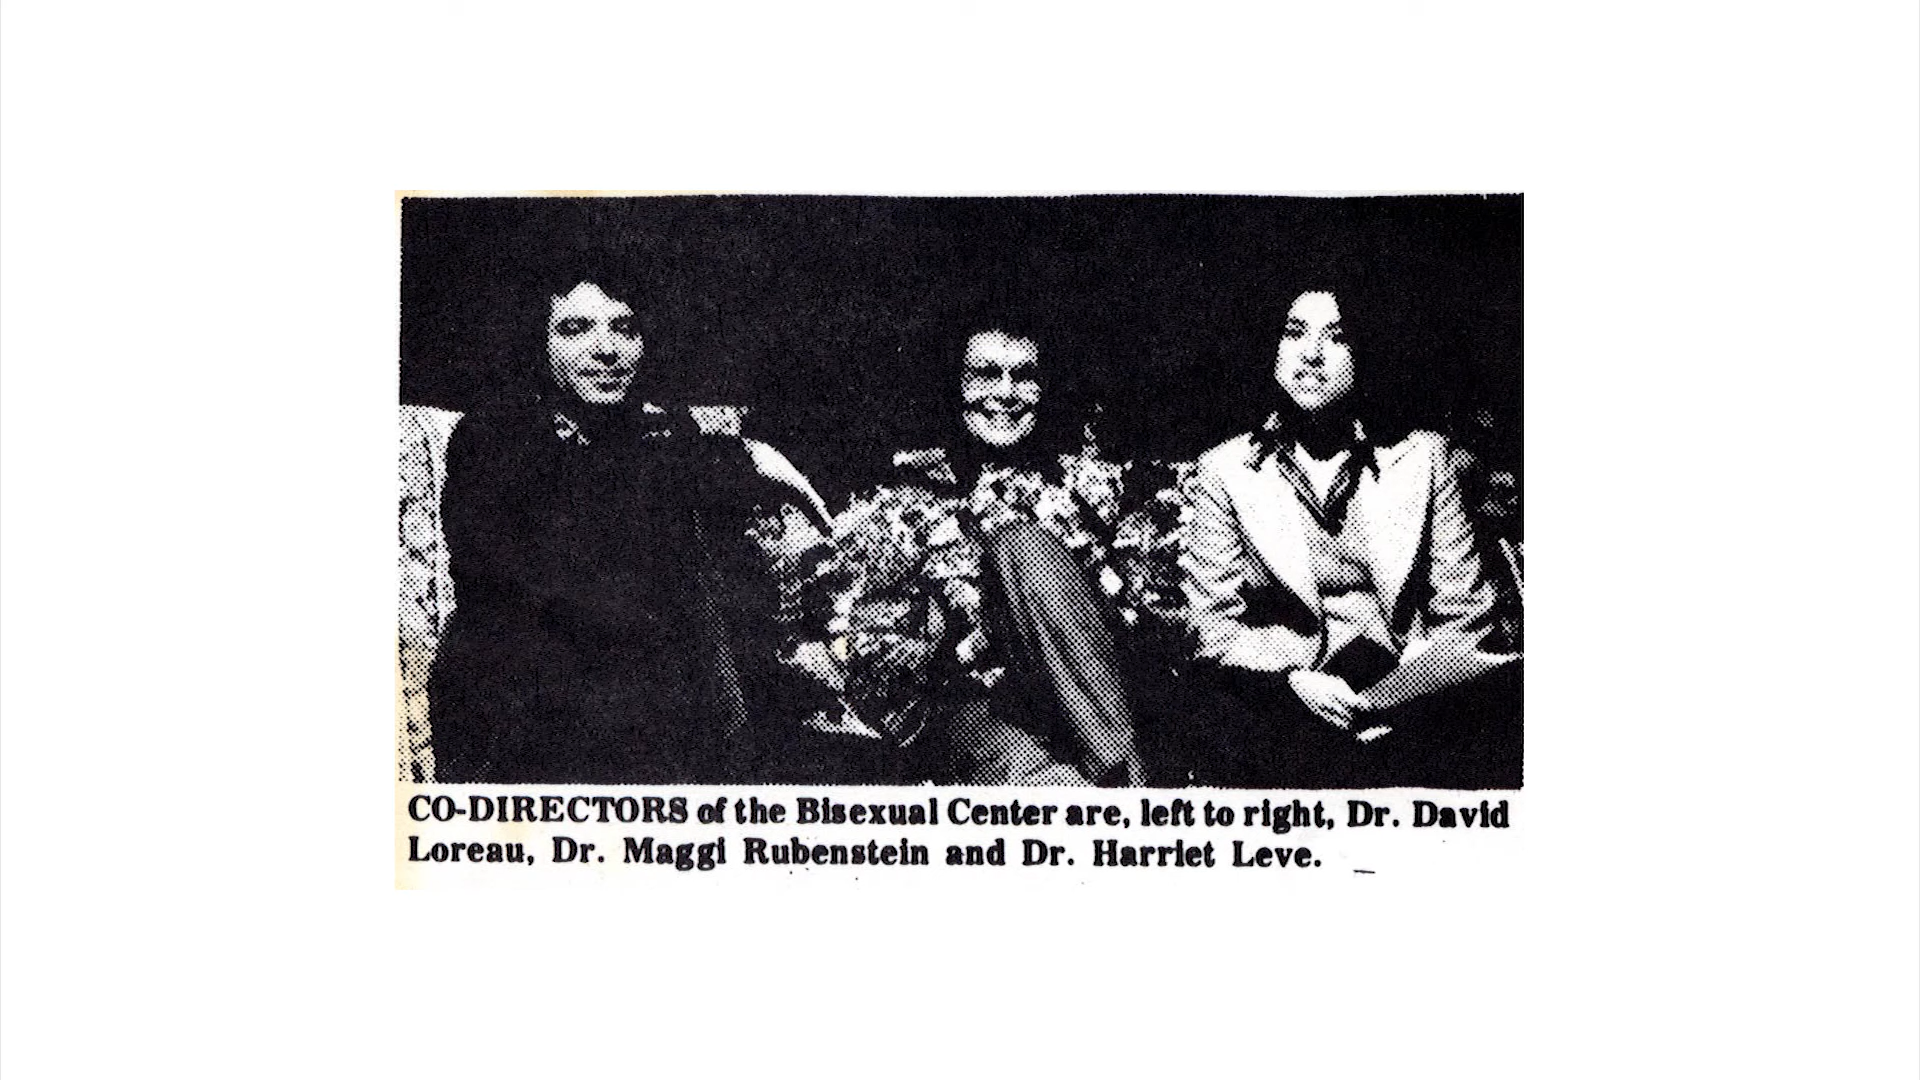 CO-DIRECTORS of the Bisexual Center are, left to right, Dr. David
Loreau, Dr. Maggi Rubenstein and Dr. Harriet Leve.